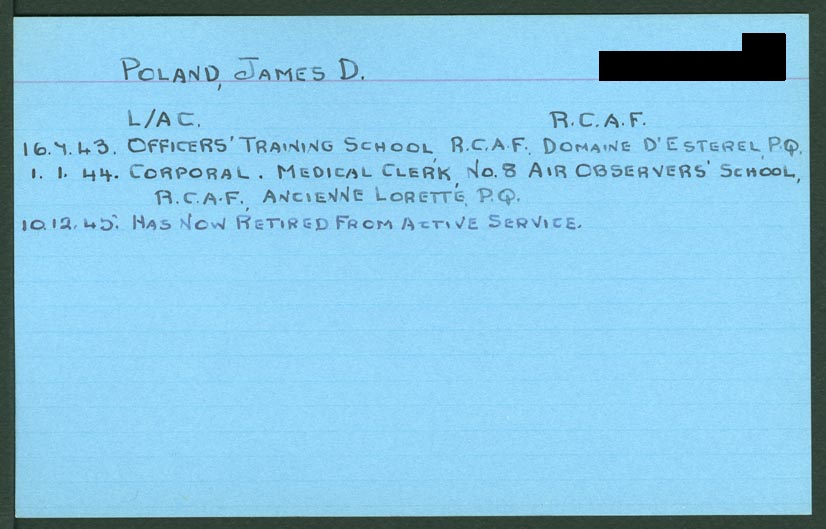 POLAND, JAMES D.
L/AC. R.C.A.F.
16.7.43. OFFICERS' TRAINING SCHOOL, R.C.A.F. DOMAINE D'ESTEREL, P.Q.
1. 1. 44. CORPORAL. MEDICAL CLERK, NO. 8 AIR OBSERVERS' SCHOOL,
R.C.A.F., ANCIENNE LORETTE, P.Q.
10.12.45. HAS NOW RETIRED FROM ACTIVE SERVICE.